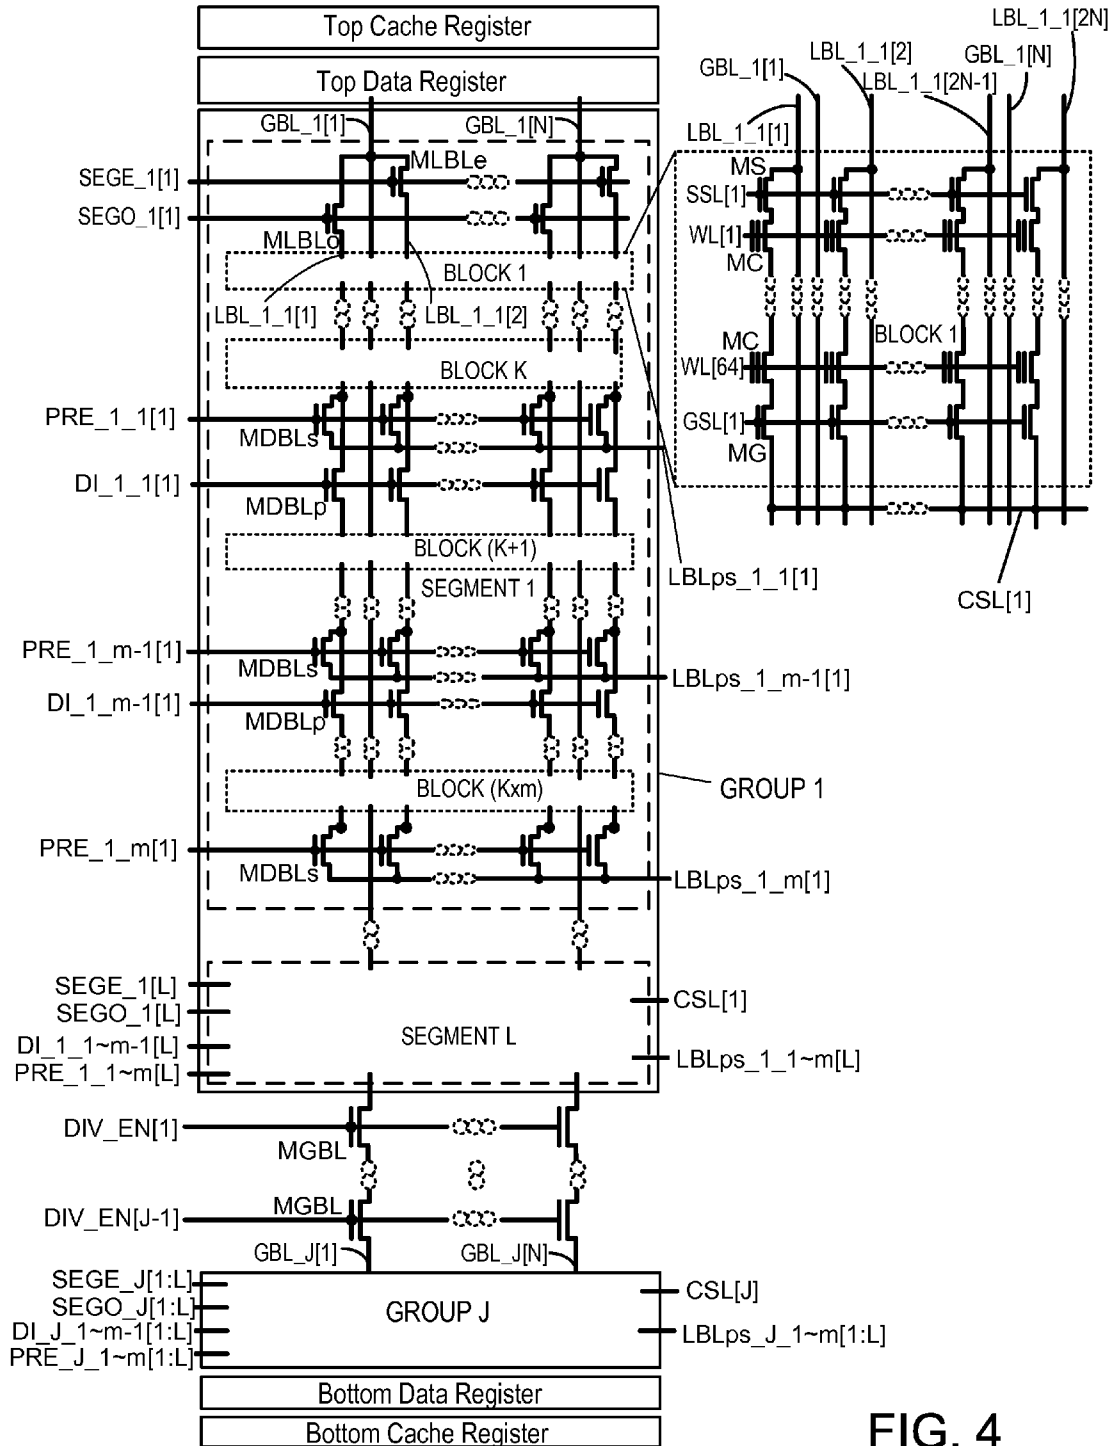 Top Cache Register
Top Data Register
GBL_1[1]
GBL_1[N]
MLBLe
SEGE_1[1]
SEGO_1[1]
MLBLo
BLOCK 1
LBL_1_1[1]
LBL_1_1[2]
BLOCK K
PRE_1_1[1]
MDBLs
DI_1_1[1]
MDBLp
BLOCK (K+1)
LBLps_1_1[1]
SEGMENT 1
PRE_1_m-1[1]
MDBLs
LBLps_1_m-1[1]
DI_1_m-1[1]
MDBLp
BLOCK (Kxm)
GROUP 1
PRE_1_m[1]
MDBLs
LBLps_1_m[1]
SEGE_1[L]
SEGO_1[L]
DI_1_1~m-1[L]
PRE_1_1~m[L]
SEGMENT L
CSL[1]
LBLps_1_1~m[L]
DIV_EN[1]
MGBL
MGBL
DIV_EN[J-1]
GBL_J[1]
GBL_J[N]
SEGE_J[1:L]
SEGO_J[1:L]
DI_J_1~m-1[1:L]
PRE_J_1~m[1:L]
GROUP J
CSL[J]
LBLps_J_1~m[1:L]
Bottom Data Register
Bottom Cache Register
LBL_1_1[2N]
LBL_1_1[2]
GBL_1[N]
GBL_1[1]
LBL_1_1[2N-1]
LBL_1_1[1]
MS
SSL[1]
WL[1]
MC
MC
BLOCK 1
WL[64]
GSL[1]
MG
CSL[1]
FIG. 4